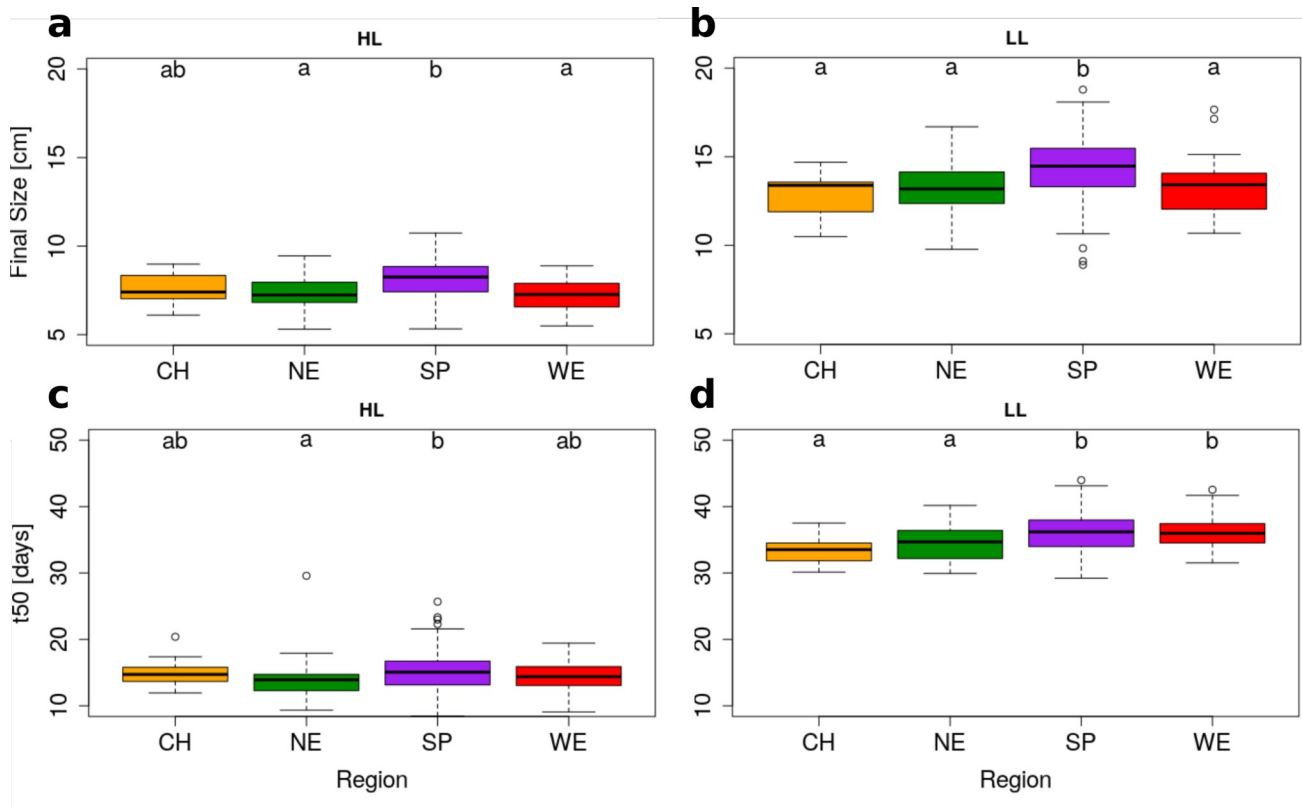 a
HL
ab a b a
Final Size [cm]
20
15
10
5
CH NE SP WE
b
LL
a a b a
20
15
10
5
CH NE SP WE
c
HL
ab a b ab
t50 [days]
50
40
30
20
10
CH NE SP WE
Region
d
LL
a a b b
50
40
30
20
10
CH NE SP WE
Region